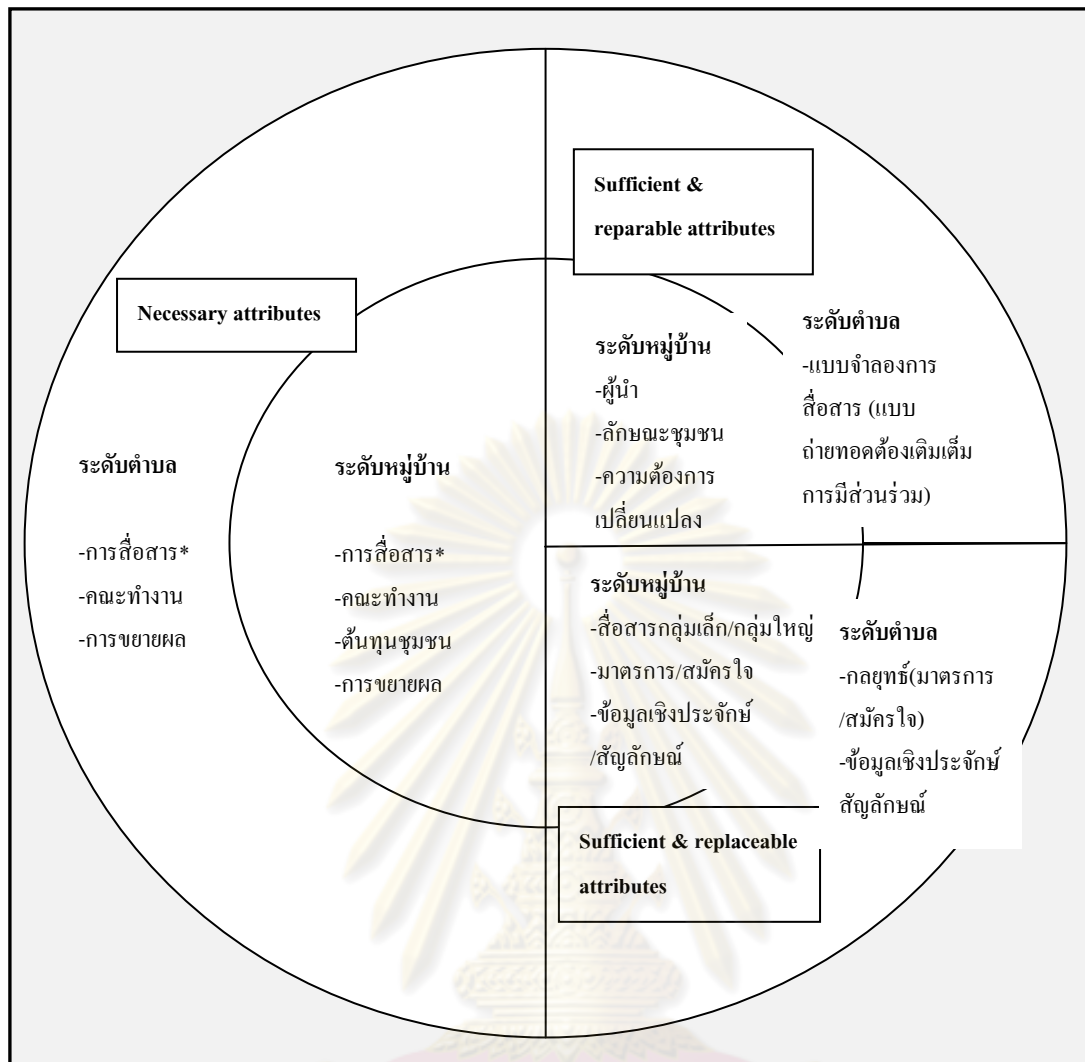 Necessary attributes
ระดับตำบล
-การสื่อสาร*
-คณะทำงาน
-การขยายผล
ระดับหมู่บ้าน
-การสื่อสาร*
-คณะทำงาน
-ต้นทุนชุมชน
-การขยายผล
Sufficient &
reparable attributes
ระดับหมู่บ้าน
-ผู้นำ
-ลักษณะชุมชน
-ความต้องการ
เปลี่ยนแปลง
ระดับตำบล
-แบบจำลองการ
สื่อสาร (แบบ
ถ่ายทอดต้องเติมเต็ม
การมีส่วนร่วม)
ระดับหมู่บ้าน
-สื่อสารกลุ่มเล็ก/กลุ่มใหญ่
-มาตรการ/สมัครใจ
-ข้อมูลเชิงประจักษ์
/สัญลักษณ์
ระดับตำบล
-กลยุทธ์(มาตรการ
/สมัครใจ)
-ข้อมูลเชิงประจักษ์
สัญลักษณ์
Sufficient & replaceable
attributes